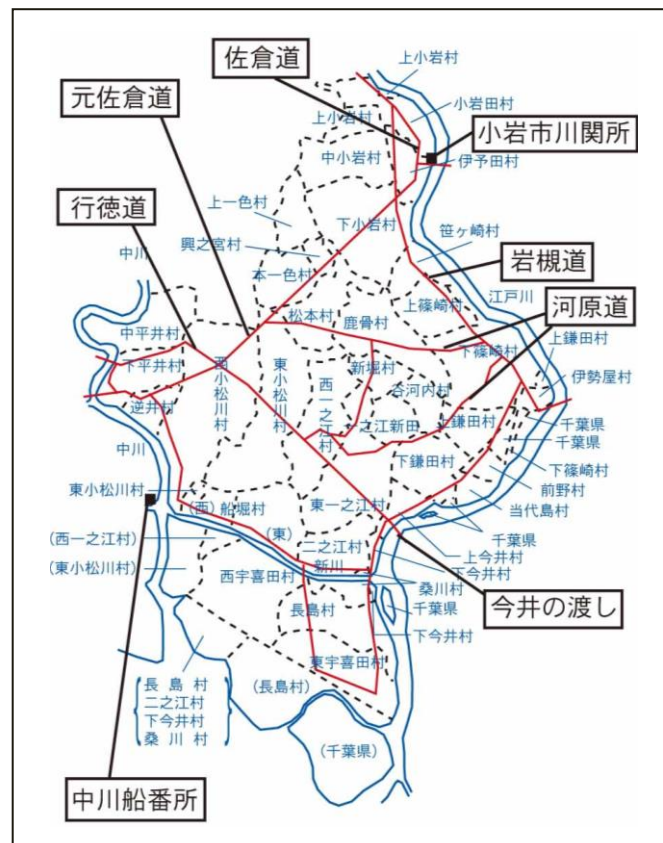 佐倉道
元佐倉道
上小岩村
小岩田村
上小岩村
小岩市川関所
中小岩村
伊予田村
行徳道
上一色村
下小岩村
笹ヶ崎村
中川
興之宮村
本一色村
岩槻道
江戸川
松本村
鹿骨村
上篠崎村
河原道
中平井村
下平井村
下篠崎村
上鎌田村
伊勢屋村
新堀村
谷河内村
西小松川村
東小松川村
西一之江村
逆井村
之江新田
上鎌田村
千葉県
千葉県
中川
下鎌田村
下篠崎村
前野村
東小松川村
(西)
船堀村
東一之江村
当代島村
(東)
(西一之江村)
二之江村
千葉県
上今井村
(東小松川村)
西宇喜田村
新川
下今井村
桑川村
長島村
千葉県
今井の渡し
下今井村
東宇喜田村
長島村
二之江村
下今井村
桑川村
(長島村)
(千葉県)
中川船番所